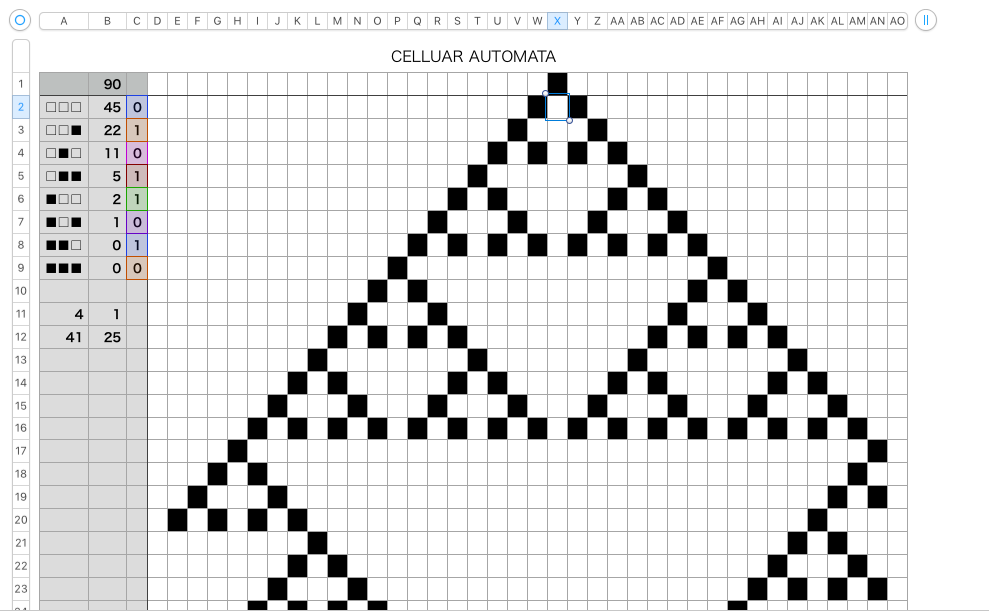 A B C D E F G H I J K L M N O P Q R S T U V W X Y Z AA AB AC AD AE AF AG AH AI AJ AK AL AM AN AO
CELLUAR AUTOMATA
1 90
2 □□□ 45 0
3 □□■ 22 1
4 □■□ 11 0
5 □■■ 5 1
6 ■□□ 2 1
7 ■□■ 1 0
8 ■■□ 0 1
9 ■■■ 0 0
10
11 4 1
12 41 25
13
14
15
16
17
18
19
20
21
22
23